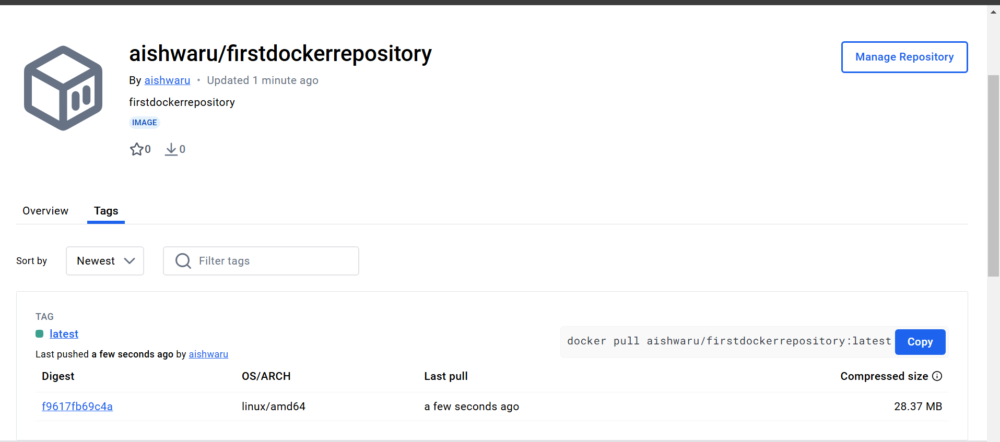 aishwaru/firstdockerrepository
Manage Repository
By aishwaru • Updated 1 minute ago
firstdockerrepository
IMAGE
0 0
Overview Tags
Sort by Newest Filter tags
TAG
latest
docker pull aishwaru/firstdockerrepository:latest Copy
Last pushed a few seconds ago by aishwaru
Digest OS/ARCH Last pull Compressed size
f9617fb69c4a linux/amd64 a few seconds ago 28.37 MB